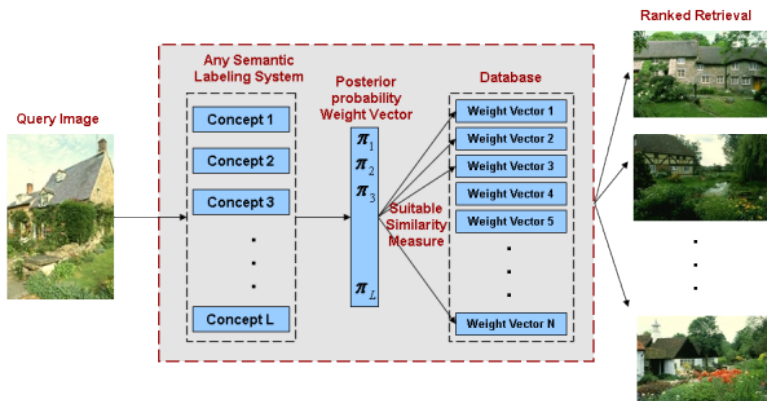 Ranked Retrieval
Any Semantic
Labeling System
Posterior
probability
Weight Vector
Database
Query Image
Concept 1
Concept 2
Concept 3
Concept L
π1
π2
π3
πL
Suitable
Similarity
Measure
Weight Vector 1
Weight Vector 2
Weight Vector 3
Weight Vector 4
Weight Vector 5
Weight Vector N